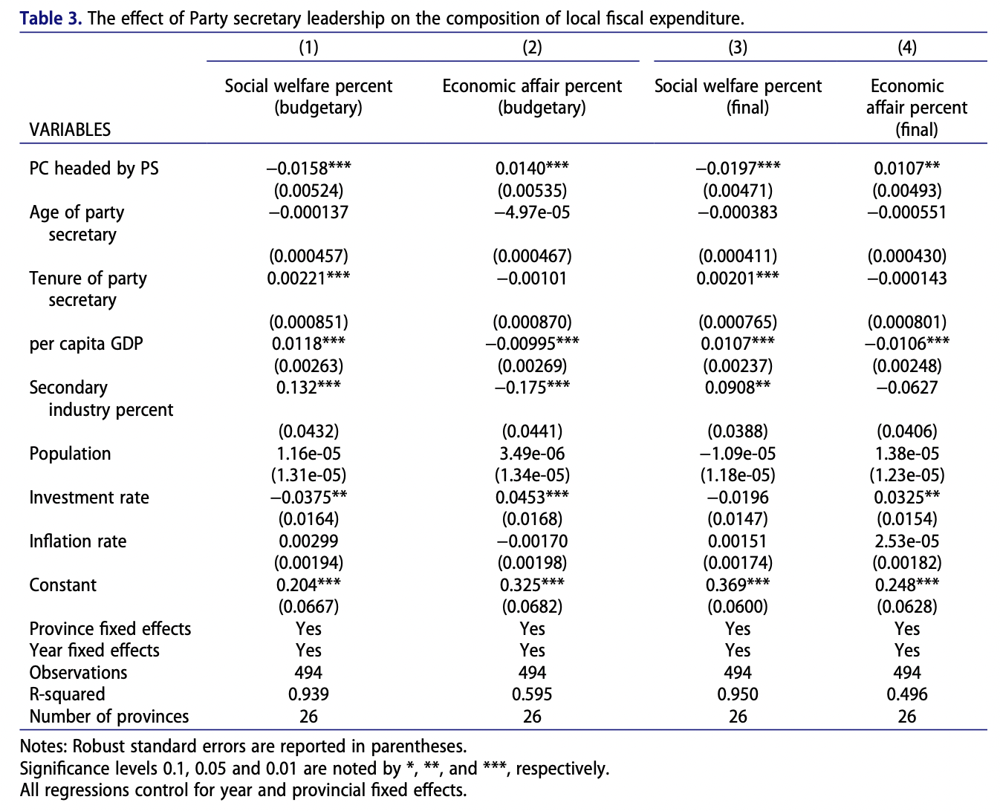 Table 3. The effect of Party secretary leadership on the composition of local fiscal expenditure.
(1) (2) (3) (4)
Social welfare percent Economic affair percent Social welfare percent Economic
(budgetary) (budgetary) (final) affair percent
VARIABLES (final)
PC headed by PS −0.0158*** 0.0140*** −0.0197*** 0.0107**
(0.00524) (0.00535) (0.00471) (0.00493)
Age of party −0.000137 −4.97e-05 −0.000383 −0.000551
secretary
(0.000457) (0.000467) (0.000411) (0.000430)
Tenure of party 0.00221*** −0.00101 0.00201*** −0.000143
secretary
(0.000851) (0.000870) (0.000765) (0.000801)
per capita GDP 0.0118*** −0.00995*** 0.0107*** −0.0106***
(0.00263) (0.00269) (0.00237) (0.00248)
Secondary 0.132*** −0.175*** 0.0908** −0.0627
industry percent
(0.0432) (0.0441) (0.0388) (0.0406)
Population 1.16e-05 3.49e-06 −1.09e-05 1.38e-05
(1.31e-05) (1.34e-05) (1.18e-05) (1.23e-05)
Investment rate −0.0375** 0.0453*** −0.0196 0.0325**
(0.0164) (0.0168) (0.0147) (0.0154)
Inflation rate 0.00299 −0.00170 0.00151 2.53e-05
(0.00194) (0.00198) (0.00174) (0.00182)
Constant 0.204*** 0.325*** 0.369*** 0.248***
(0.0667) (0.0682) (0.0600) (0.0628)
Province fixed effects Yes Yes Yes Yes
Year fixed effects Yes Yes Yes Yes
Observations 494 494 494 494
R-squared 0.939 0.595 0.950 0.496
Number of provinces 26 26 26 26
Notes: Robust standard errors are reported in parentheses.
Significance levels 0.1, 0.05 and 0.01 are noted by *, **, and ***, respectively.
All regressions control for year and provincial fixed effects.